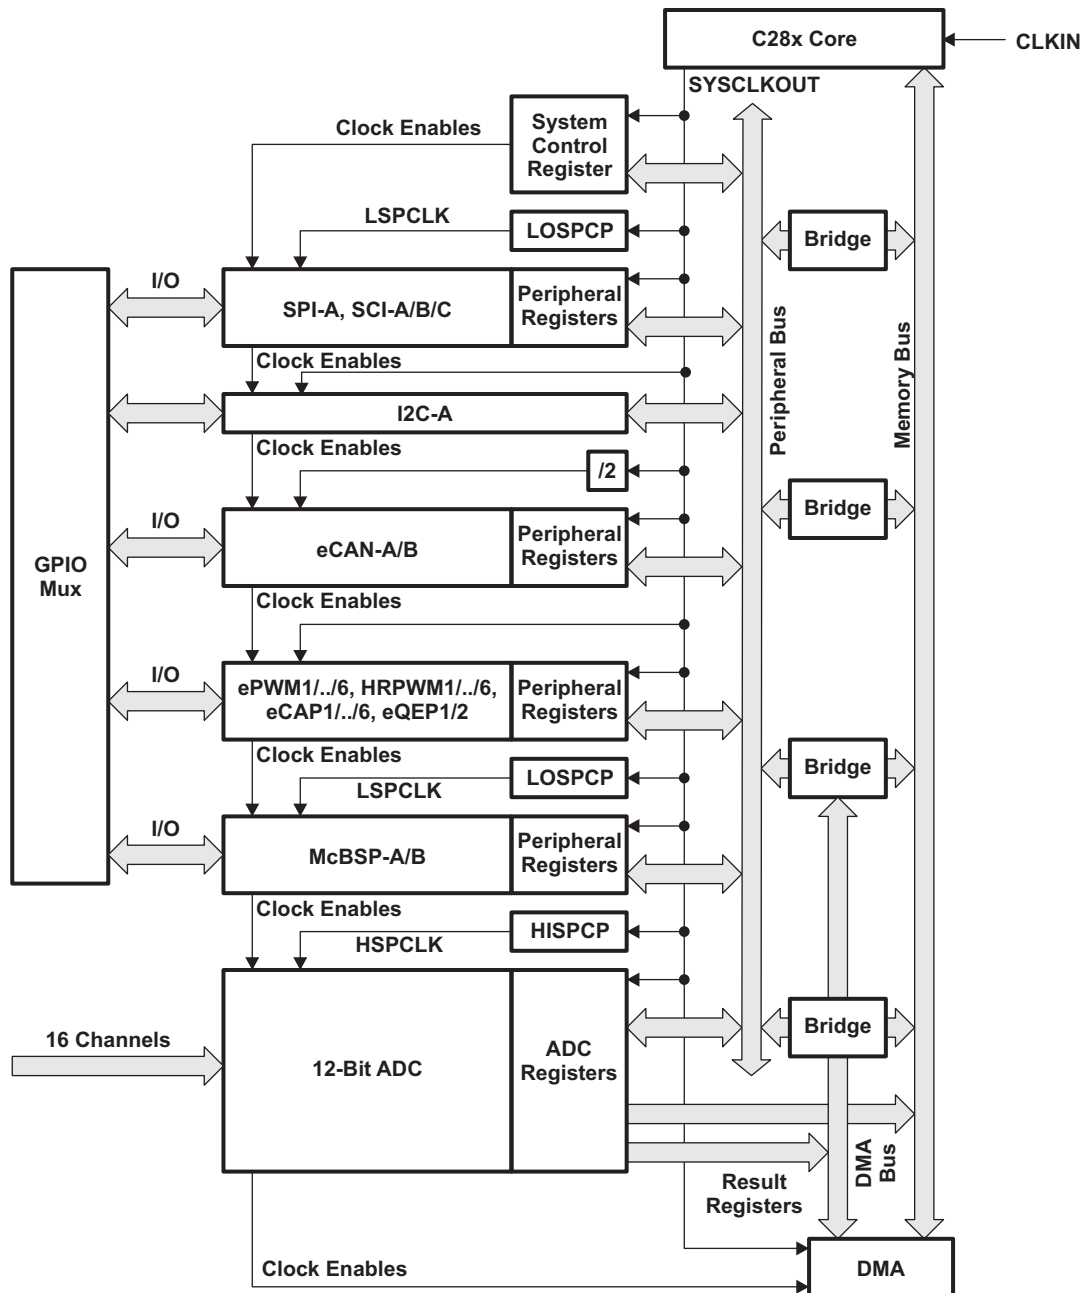 C28x Core
CLKIN
SYSCLKOUT
Clock Enables
System
Control
Register
LSPCLK
LOSPCP
Bridge
I/O
SPI-A, SCI-A/B/C
Peripheral
Registers
Peripheral Bus
Memory Bus
Clock Enables
I2C-A
Clock Enables
/2
Bridge
I/O
eCAN-A/B
Peripheral
Registers
GPIO
Mux
Clock Enables
I/O
ePWM1/../6, HRPWM1/../6,
eCAP1/../6, eQEP1/2
Peripheral
Registers
Clock Enables
Bridge
LSPCLK
LOSPCP
I/O
McBSP-A/B
Peripheral
Registers
Clock Enables
HSPCLK
HISPCP
16 Channels
12-Bit ADC
ADC
Registers
Bridge
DMA
Bus
Result
Registers
Clock Enables
DMA